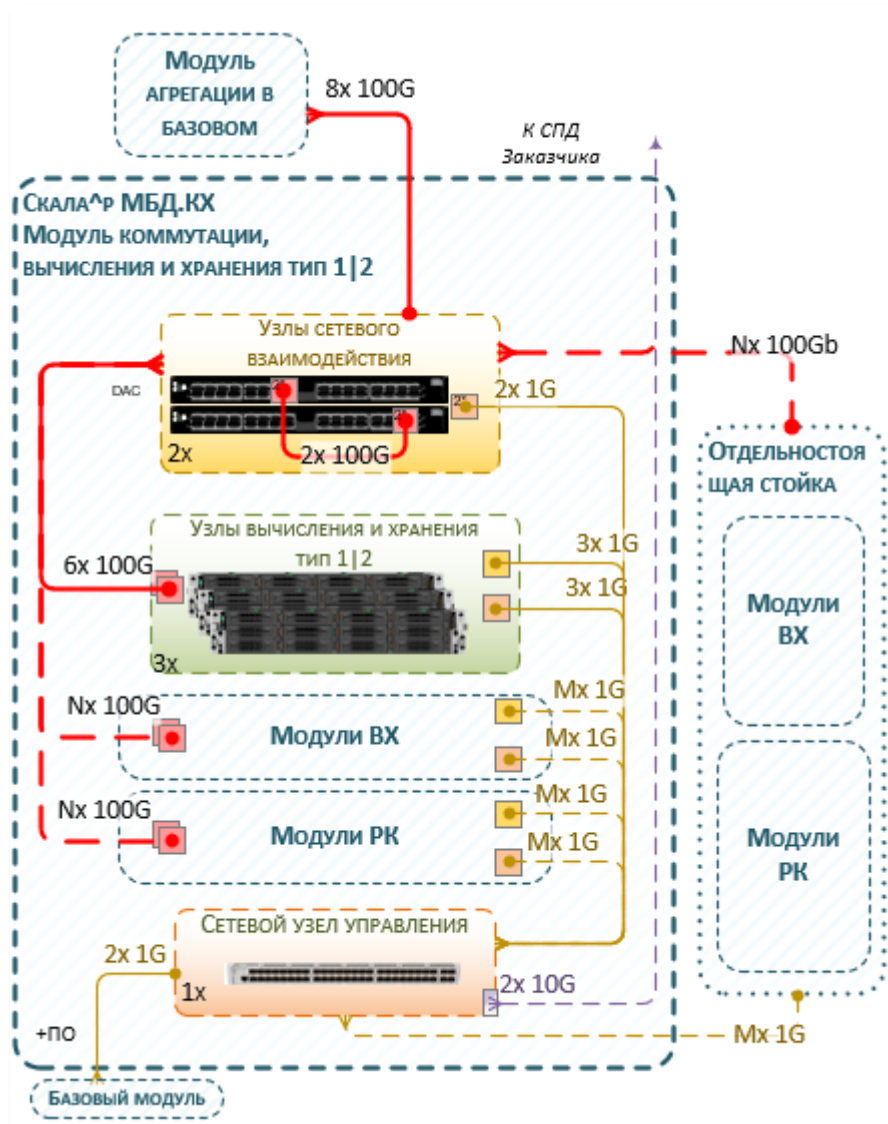 Модуль
агрегации в
базовом
8x 100G
К СПД
Заказчика
Скала^р МБД.КХ
Модуль коммутации,
вычисления и хранения тип 1|2
Узлы сетевого
взаимодействия
Nx 100Gb
DAC
2x 1G
2x
2x 100G
2*
Отдельностоя
щая стойка
Узлы вычисления и хранения
тип 1|2
3x 1G
6x 100G
3x 1G
3x
Модули
ВХ
Nx 100G
Модули ВХ
Mx 1G
Mx 1G
Nx 100G
Модули РК
Mx 1G
Mx 1G
Модули
РК
Сетевой узел управления
2x 1G
1x
2x 10G
+ПО
Mx 1G
Базовый модуль